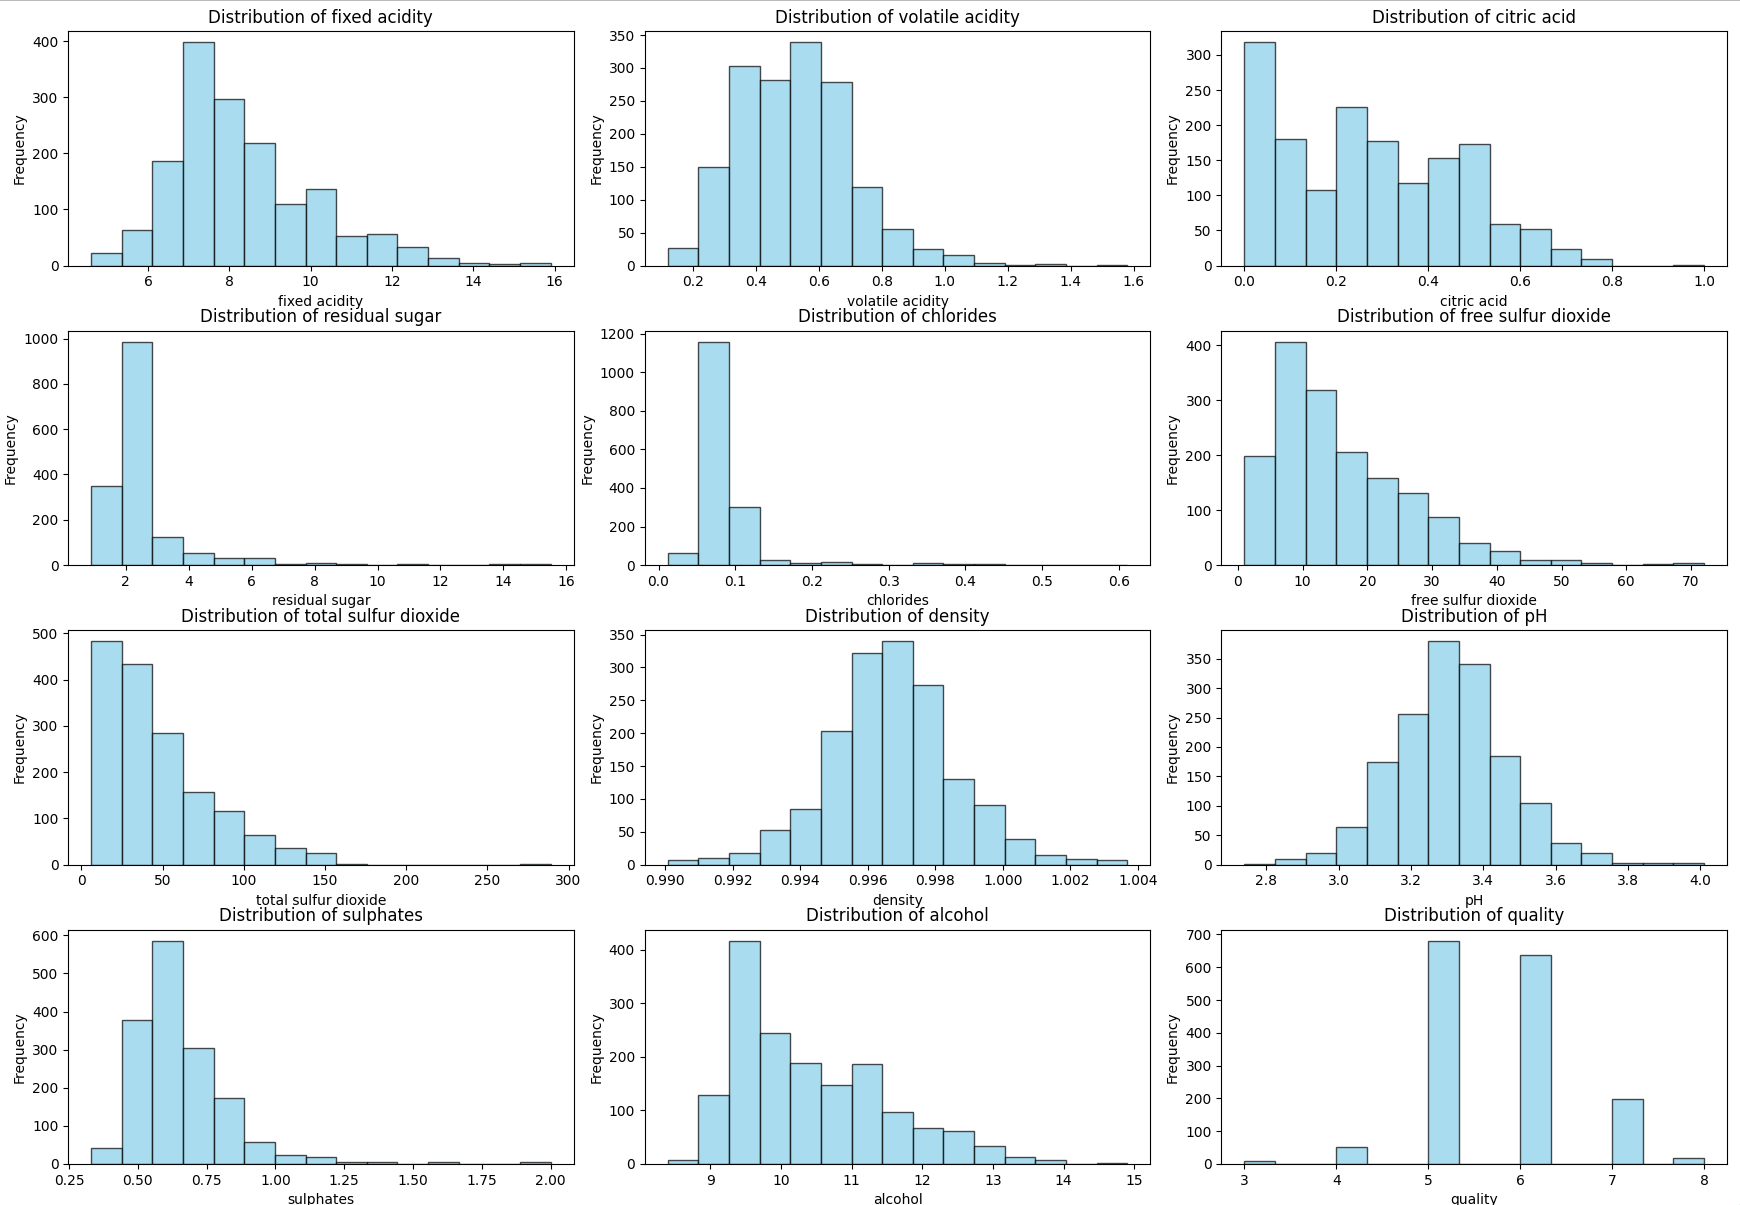 Distribution of fixed acidity
Frequency
400
300
200
100
0
6 8 10 12 14 16
fixed acidity
Distribution of volatile acidity
Frequency
350
300
250
200
150
100
50
0
0.2 0.4 0.6 0.8 1.0 1.2 1.4 1.6
volatile acidity
Distribution of citric acid
Frequency
300
250
200
150
100
50
0
0.0 0.2 0.4 0.6 0.8 1.0
citric acid
Distribution of residual sugar
Frequency
1000
800
600
400
200
0
2 4 6 8 10 12 14 16
residual sugar
Distribution of chlorides
Frequency
1200
1000
800
600
400
200
0
0.0 0.1 0.2 0.3 0.4 0.5 0.6
chlorides
Distribution of free sulfur dioxide
Frequency
400
300
200
100
0
0 10 20 30 40 50 60 70
free sulfur dioxide
Distribution of total sulfur dioxide
Frequency
500
400
300
200
100
0
0 50 100 150 200 250 300
total sulfur dioxide
Distribution of density
Frequency
350
300
250
200
150
100
50
0
0.990 0.992 0.994 0.996 0.998 1.000 1.002 1.004
density
Distribution of pH
Frequency
350
300
250
200
150
100
50
0
2.8 3.0 3.2 3.4 3.6 3.8 4.0
pH
Distribution of sulphates
Frequency
600
500
400
300
200
100
0
0.25 0.50 0.75 1.00 1.25 1.50 1.75 2.00
sulphates
Distribution of alcohol
Frequency
400
300
200
100
0
9 10 11 12 13 14 15
alcohol
Distribution of quality
Frequency
700
600
500
400
300
200
100
0
3 4 5 6 7 8
quality